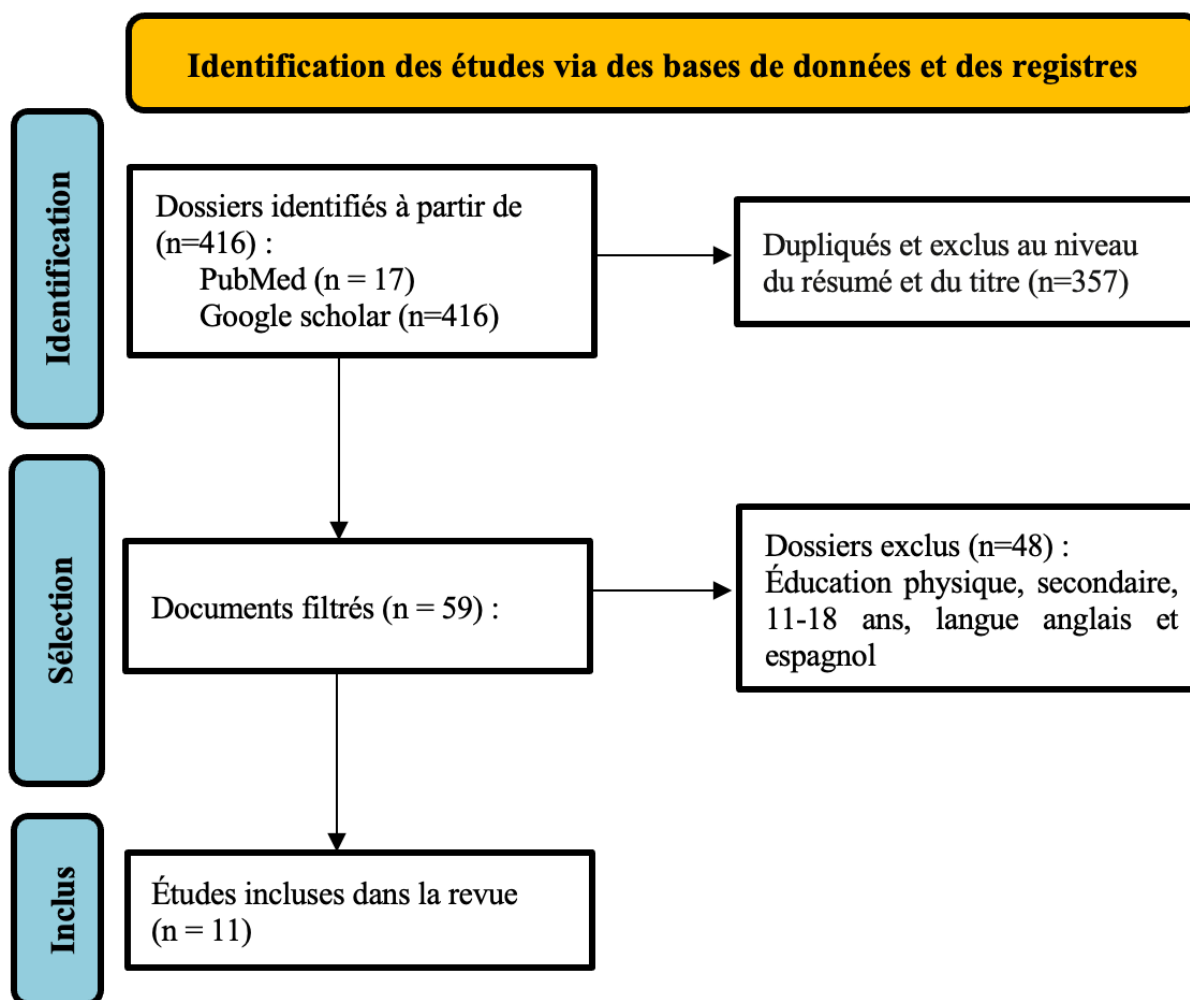 Identification des études via des bases de données et des registres
Identification
Dossiers identifiés à partir de
(n=416) :
PubMed (n = 17)
Google scholar (n=416)
Dupliqués et exclus au niveau
du résumé et du titre (n=357)
Sélection
Documents filtrés (n = 59) :
Dossiers exclus (n=48) :
Éducation physique, secondaire,
11-18 ans, langue anglais et
espagnol
Inclus
Études incluses dans la revue
(n = 11)